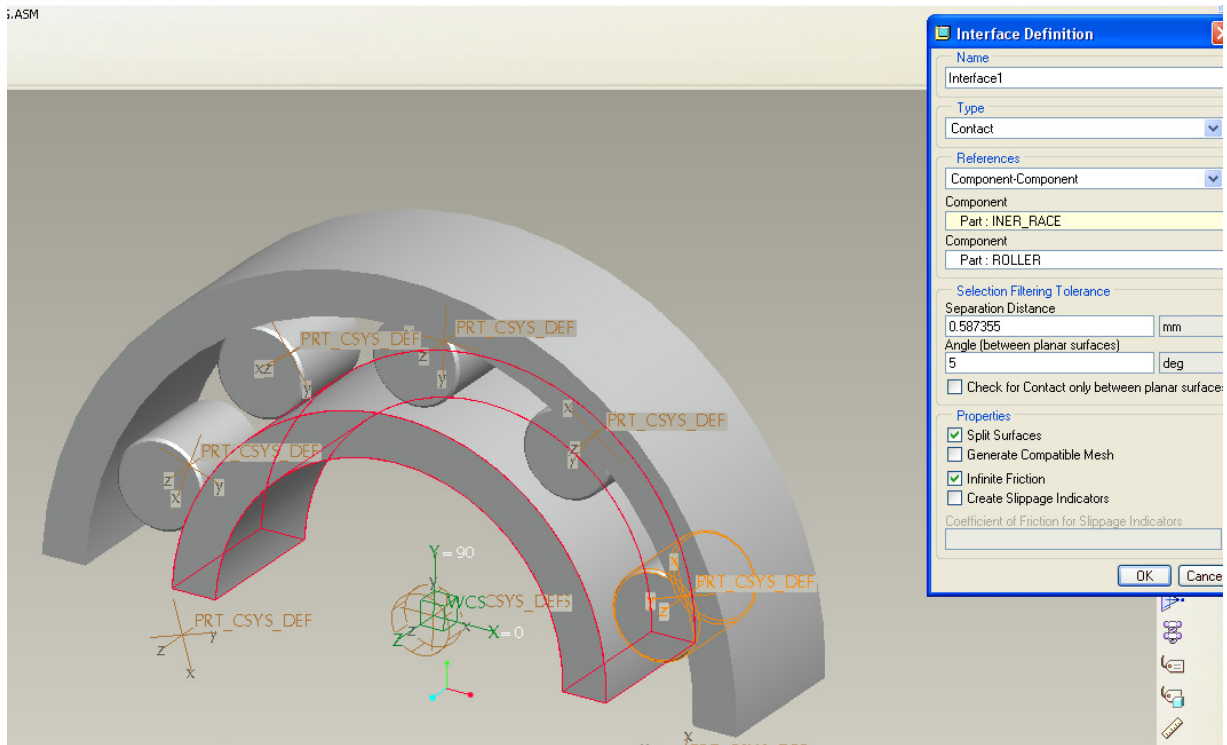 S.ASM
Interface Definition
Name
Interface1
Type
Contact
References
Component-Component
Component
Part : INER_RACE
Component
Part : ROLLER
Selection Filtering Tolerance
Separation Distance
0.587355 mm
Angle (between planar surfaces)
5 deg
Check for Contact only between planar surfaces
Properties
Split Surfaces
Generate Compatible Mesh
Infinite Friction
Create Slippage Indicators
Coefficient of Friction for Slippage Indicators
OK Cance
PRT_CSYS_DEF
xz
y
PRT_CSYS_DEF
z
y
x
PRT_CSYS_DEF
z
y
PRT_CSYS_DEF
z
x
y
x
PRT_CSYS_DEF
z
Y=90
y
WCS
CSYS_DEFS
z
x
X=0
PRT_CSYS_DEF
y
z
x
x
PRT_CSYS_DEF